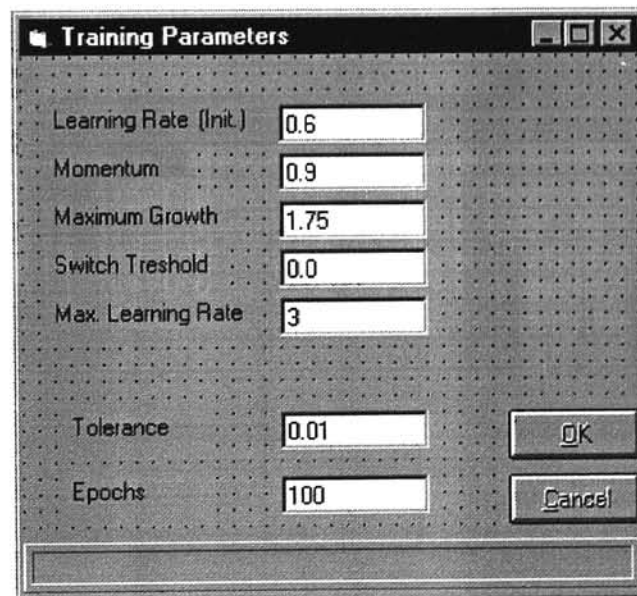 Training Parameters
Learning Rate (Init.) 0.6
Momentum 0.9
Maximum Growth 1.75
Switch Treshold 0.0
Max. Learning Rate 3
Tolerance 0.01
OK
Epochs 100
Cancel